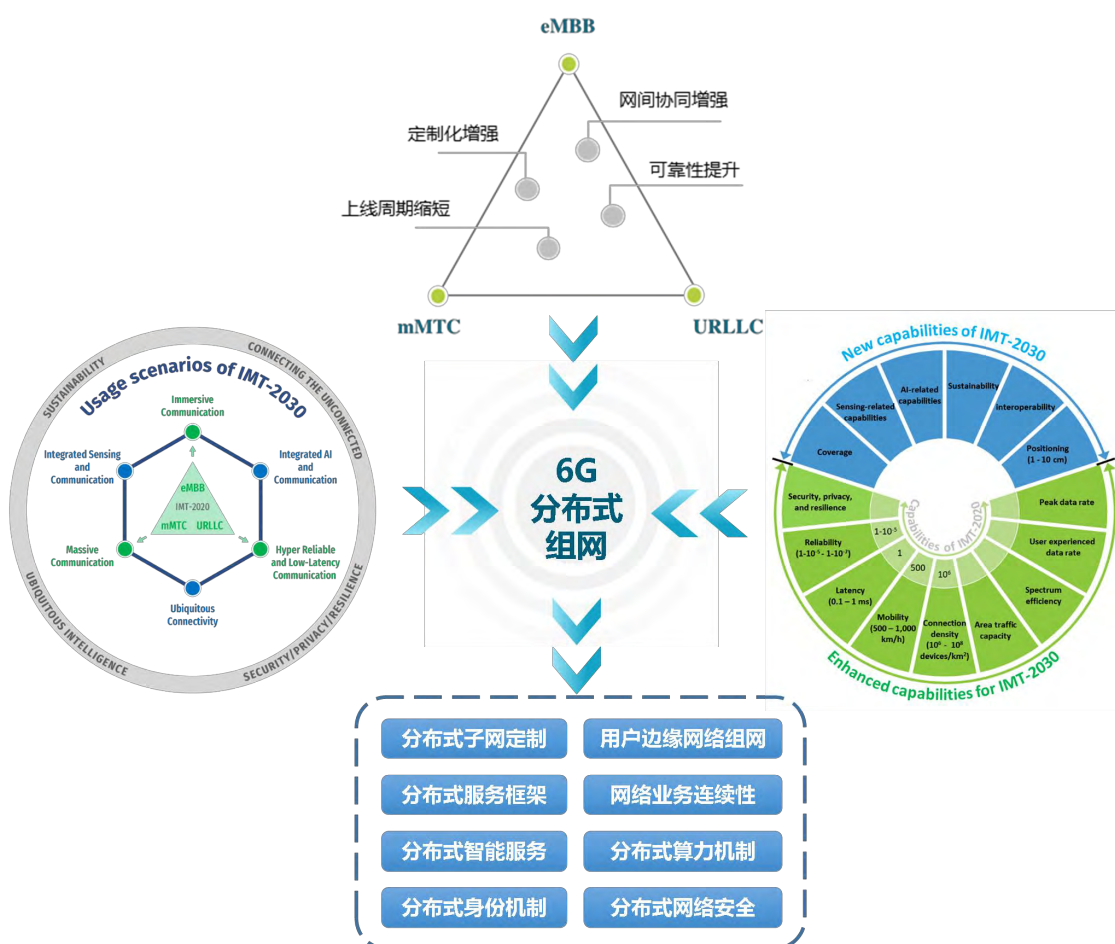 eMBB
网间协同增强
定制化增强
可靠性提升
上线周期缩短
mMTC
URLLC
SUSTAINABILITY
CONNECTING THE UNCONNECTED
UBIQUITOUS INTELLIGENCE
SECURITY/PRIVACY/RESILIENCE
Usage scenarios of IMT-2030
Immersive
Communication
Integrated Sensing
and
Communication
Integrated AI
and
Communication
eMBB
IMT-2020
mMTC
URLLC
Massive
Communication
Hyper Reliable
and Low-Latency
Communication
Ubiquitous
Connectivity
6G
分布式
组网
New capabilities of IMT-2030
Coverage
Sensing-related
capabilities
AI-related
capabilities
Sustainability
Interoperability
Positioning
(1 - 10 cm)
Security, privacy,
and resilience
Reliability
(1-10⁻⁵ - 1-10⁻⁷)
Latency
(0.1 – 1 ms)
Mobility
(500 – 1,000
km/h)
Connection
density
(10⁶ - 10⁸
devices/km²)
Area traffic
capacity
Spectrum
efficiency
User experienced
data rate
Peak data rate
Capabilities of IMT-2020
1-10⁻⁵
1
500
10⁶
Enhanced capabilities for IMT-2030
分布式子网定制
用户边缘网络组网
分布式服务框架
网络业务连续性
分布式智能服务
分布式算力机制
分布式身份机制
分布式网络安全